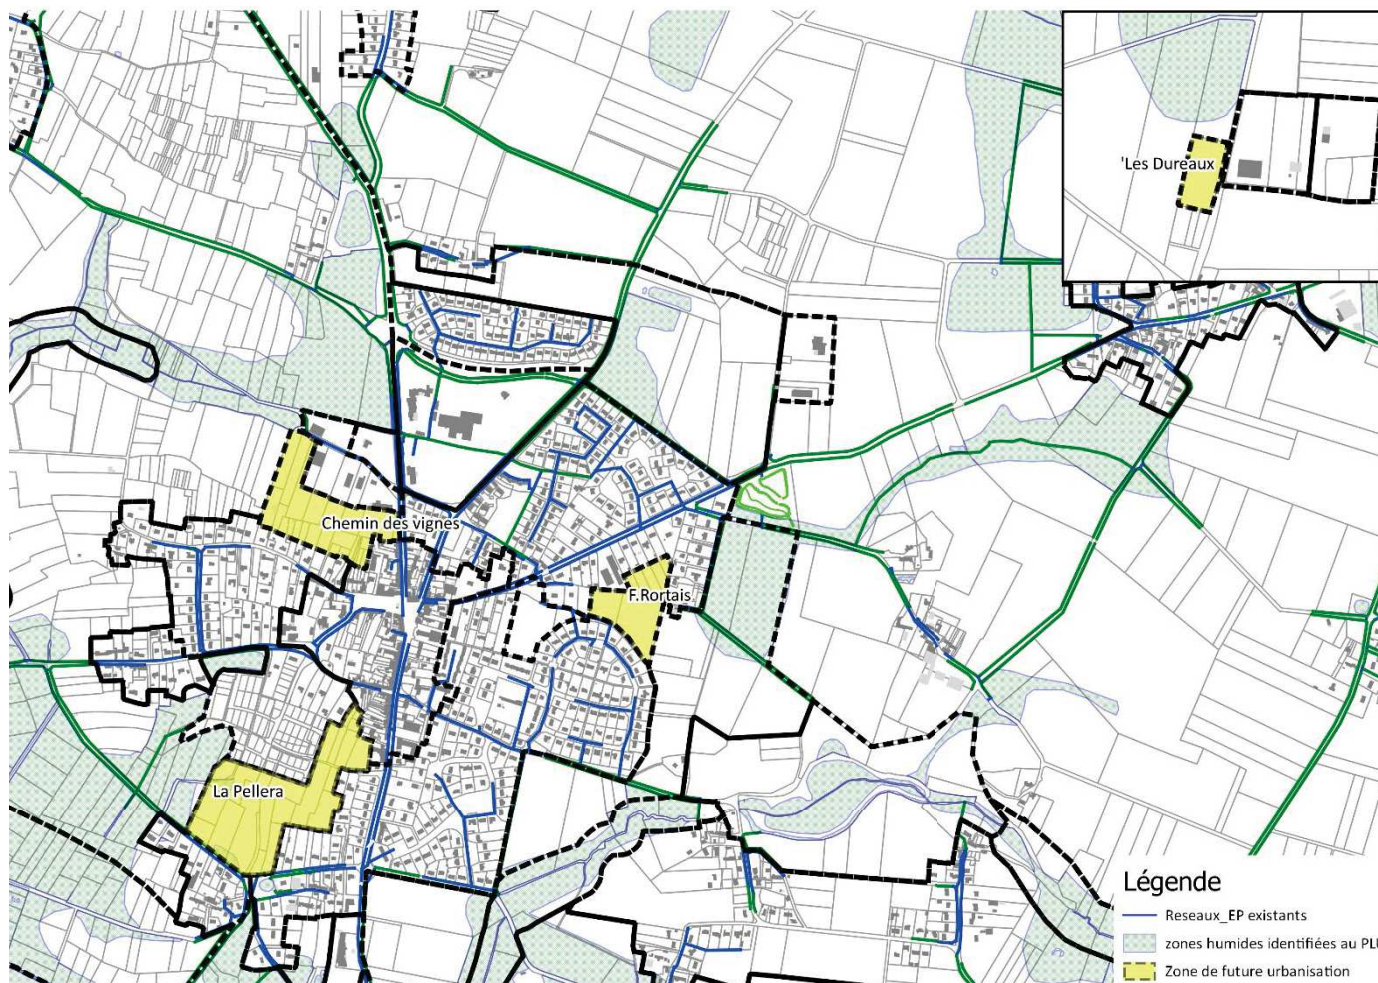 'Les Dureaux
Chemin des vignes
F.Rortais
La Pellera
Légende
Reseaux_EP existants
zones humides identifiées au PLU
Zone de future urbanisation